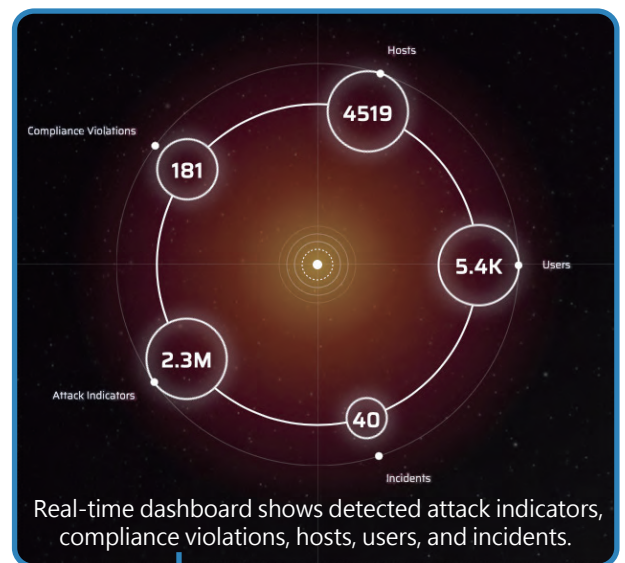 Hosts
4519
Compliance Violations
181
5.4K
Users
2.3M
Attack Indicators
40
Incidents
Real-time dashboard shows detected attack indicators,
compliance violations, hosts, users, and incidents.